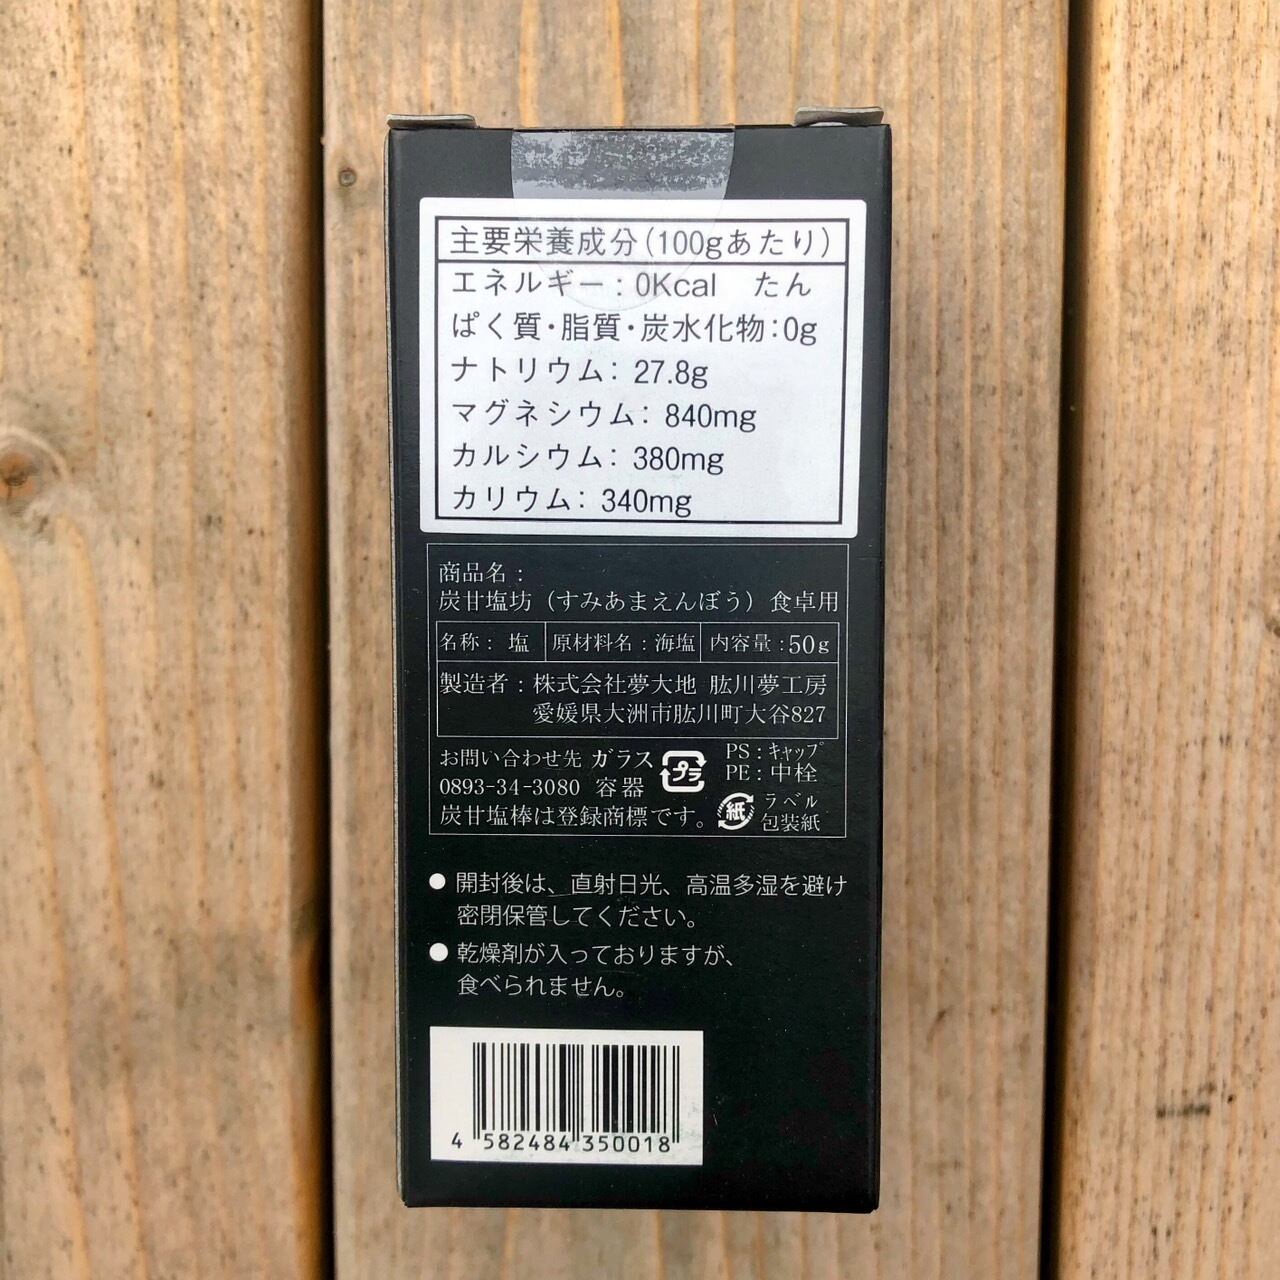 主要栄養成分(100gあたり)
エネルギー:0Kcal たん
ぱく質・脂質・炭水化物:0g
ナトリウム: 27.8g
マグネシウム: 840mg
カルシウム: 380mg
カリウム: 340mg
商品名:
炭甘塩坊(すみあまえんぼう)食卓用
名称: 塩 原材料名:海塩 内容量:50g
製造者:株式会社夢大地 肱川夢工房
愛媛県大洲市肱川町大谷827
お問い合わせ先 ガラス プラ PS:キャップ
0893-34-3080 容器 PE:中栓
炭甘塩棒は登録商標です。 紙 ラベル
包装紙
● 開封後は、直射日光、高温多湿を避け
密閉保管してください。
● 乾燥剤が入っておりますが、
食べられません。
4 582484 350018